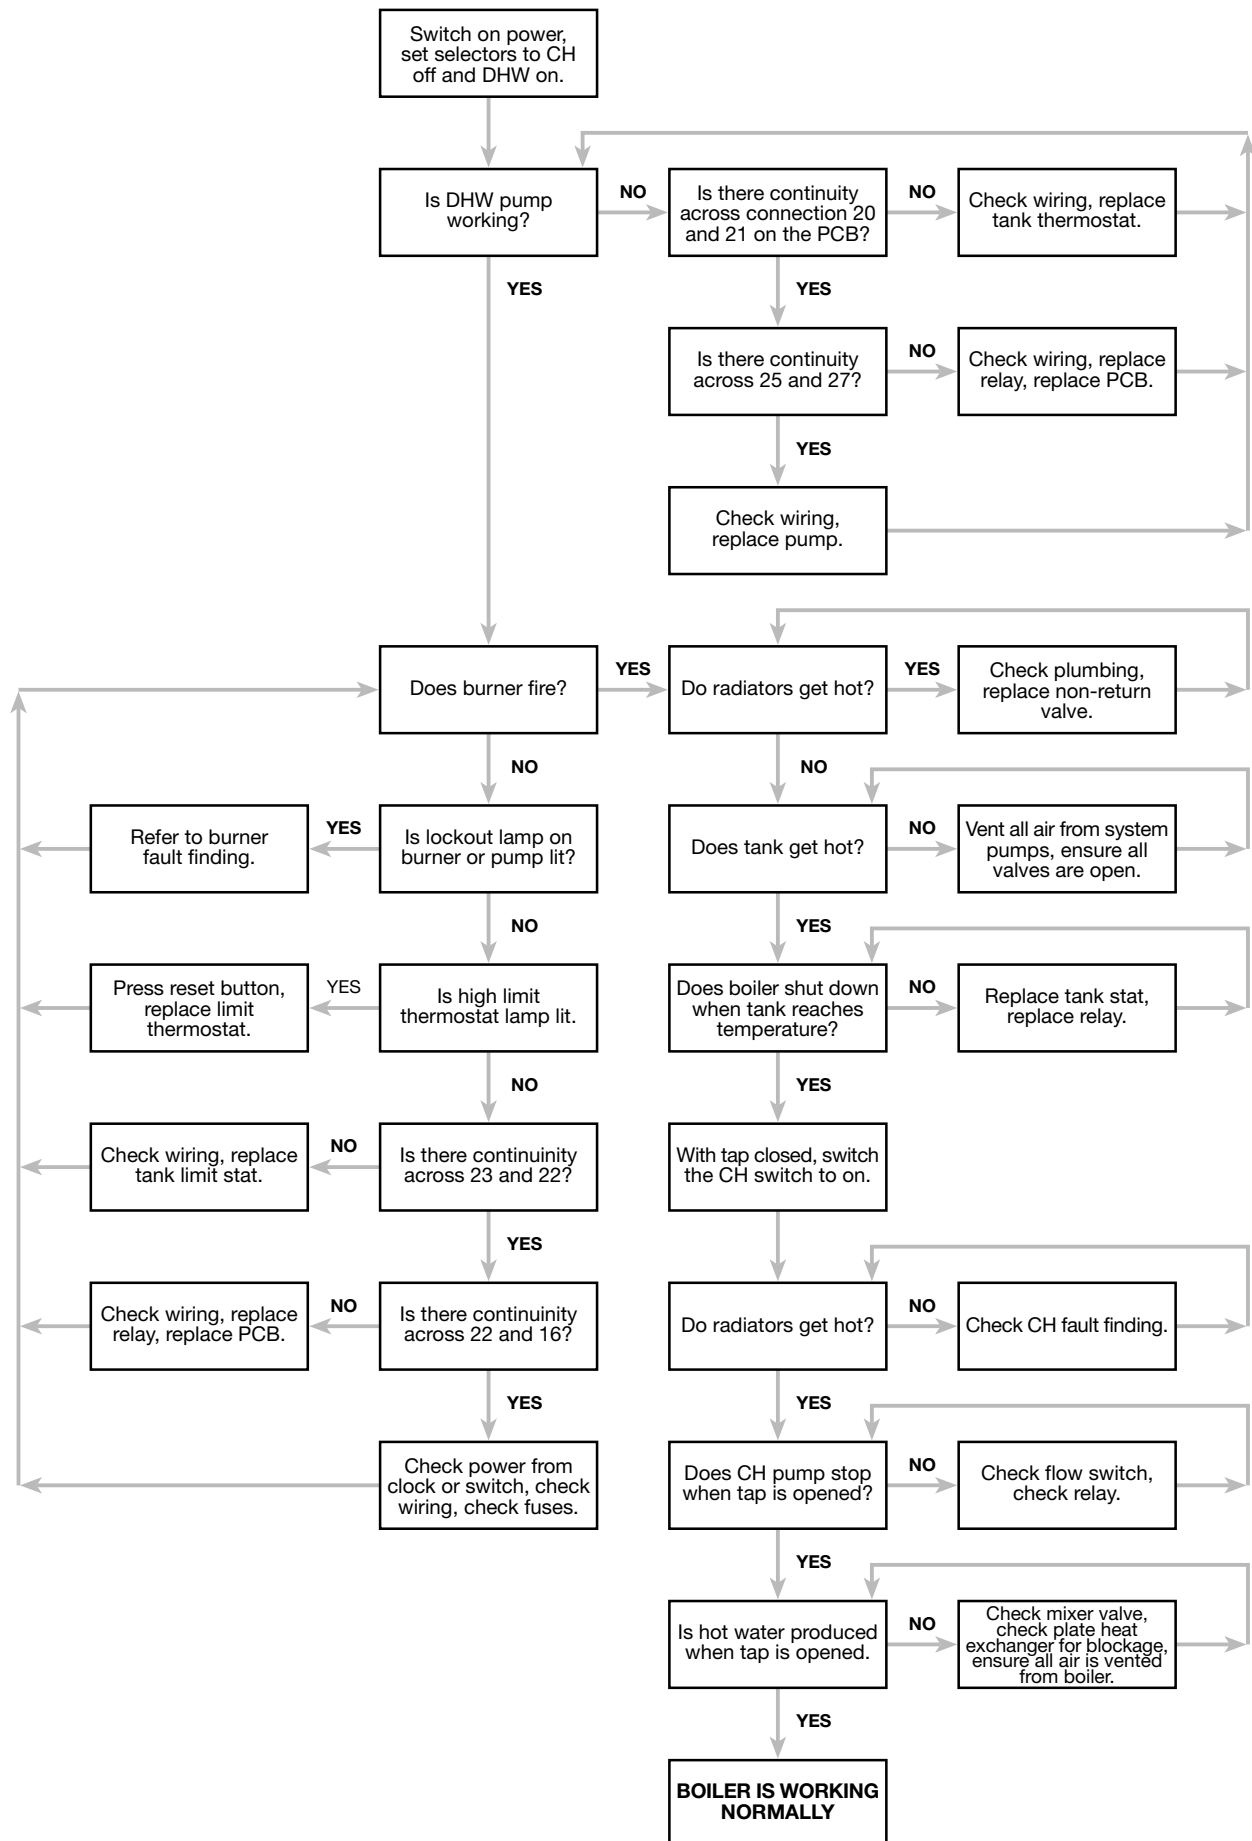 Switch on power,
set selectors to CH
off and DHW on.
Is DHW pump
working?
NO
Is there continuity
across connection 20
and 21 on the PCB?
NO
Check wiring, replace
tank thermostat.
YES
YES
Is there continuity
across 25 and 27?
NO
Check wiring, replace
relay, replace PCB.
YES
Check wiring,
replace pump.
Does burner fire?
YES
Do radiators get hot?
YES
Check plumbing,
replace non-return
valve.
NO
NO
Refer to burner
fault finding.
YES
Is lockout lamp on
burner or pump lit?
Does tank get hot?
NO
Vent all air from system
pumps, ensure all
valves are open.
NO
YES
Press reset button,
replace limit
thermostat.
YES
Is high limit
thermostat lamp lit.
Does boiler shut down
when tank reaches
temperature?
NO
Replace tank stat,
replace relay.
NO
YES
Check wiring, replace
tank limit stat.
NO
Is there continuinity
across 23 and 22?
With tap closed, switch
the CH switch to on.
YES
Check wiring, replace
relay, replace PCB.
NO
Is there continuinity
across 22 and 16?
Do radiators get hot?
NO
Check CH fault finding.
YES
YES
Check power from
clock or switch, check
wiring, check fuses.
Does CH pump stop
when tap is opened?
NO
Check flow switch,
check relay.
YES
Is hot water produced
when tap is opened.
NO
Check mixer valve,
check plate heat
exchanger for blockage,
ensure all air is vented
from boiler.
YES
BOILER IS WORKING
NORMALLY